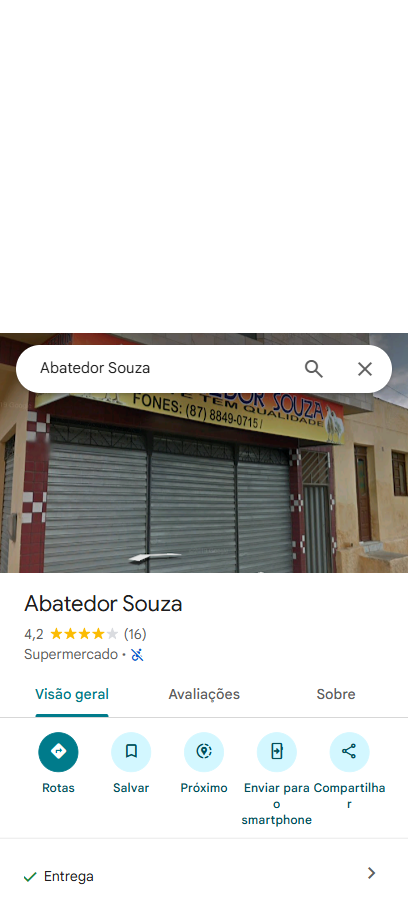 Abatedor Souza
EDOR SOUZA
E TEM QUALIDADE
FONES: (87) 8849-0715 /
Abatedor Souza
4,2 (16)
Supermercado •
Visão geral Avaliações Sobre
Rotas Salvar Próximo Enviar para o smartphone Compartilhar
Entrega